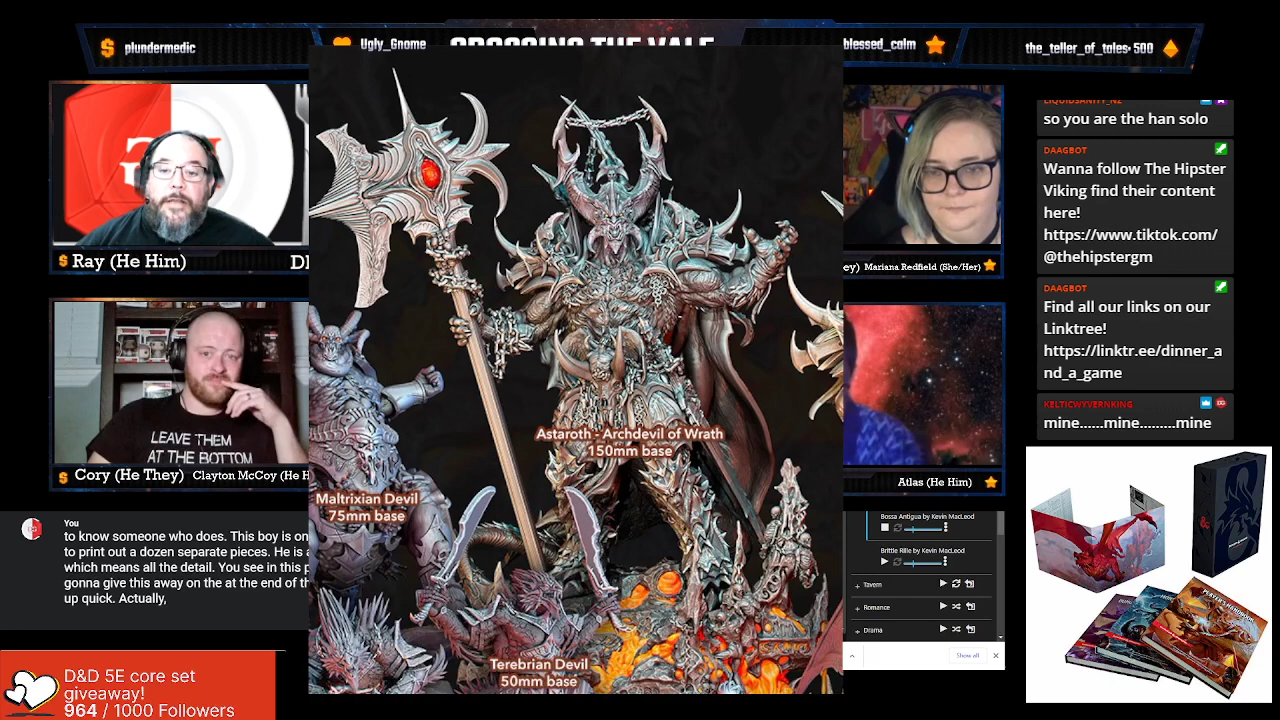 plundermedic
Ugly_Gnome
CROSSING THE VALE
blessed_calm
the_teller_of_tales: 500
Ray (He Him)
Mariana Redfield (She/Her)
LEAVE THEM
AT THE BOTTOM
Cory (He They)
Clayton McCoy (He H
Atlas (He Him)
Astaroth - Archdevil of Wrath
150mm base
Maltrixian Devil
75mm base
Terebrian Devil
50mm base
You
to know someone who does. This boy is on
to print out a dozen separate pieces. He is a
which means all the detail. You see in this p
gonna give this away on the at the end of th
up quick. Actually,
Bossa Antigua by Kevin MacLeod
Brittle Rille by Kevin MacLeod
Tavern
Romance
Drama
Show all
LIQUIDSANITY_NZ
so you are the han solo
DAAGBOT
Wanna follow The Hipster
Viking find their content
here!
https://www.tiktok.com/
@thehipstergm
DAAGBOT
Find all our links on our
Linktree!
https://linktr.ee/dinner_a
nd_a_game
KELTICWYVERNKING
mine......mine.........mine
PLAYER'S HANDBOOK
D&D 5E core set
giveaway!
964 / 1000 Followers